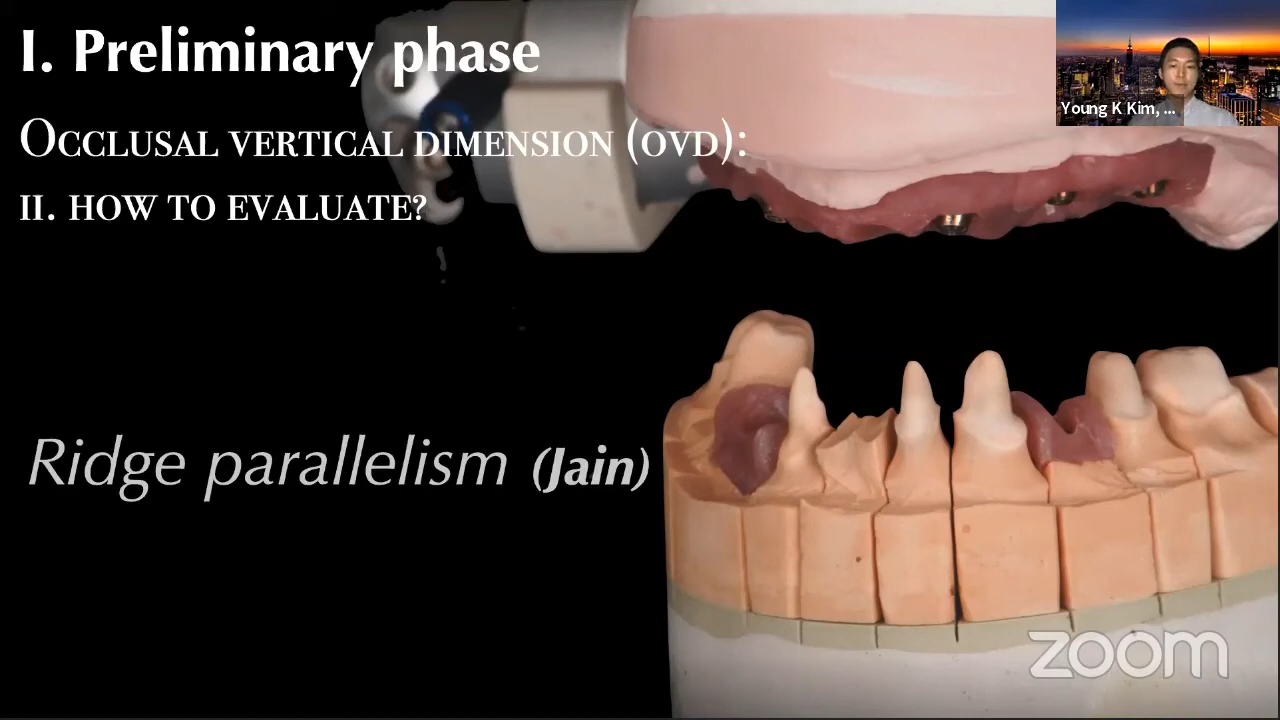 I. Preliminary phase
Occlusal vertical dimension (OVD):
II. HOW TO EVALUATE?
Ridge parallelism (Jain)
Young K Kim, ...
zoom